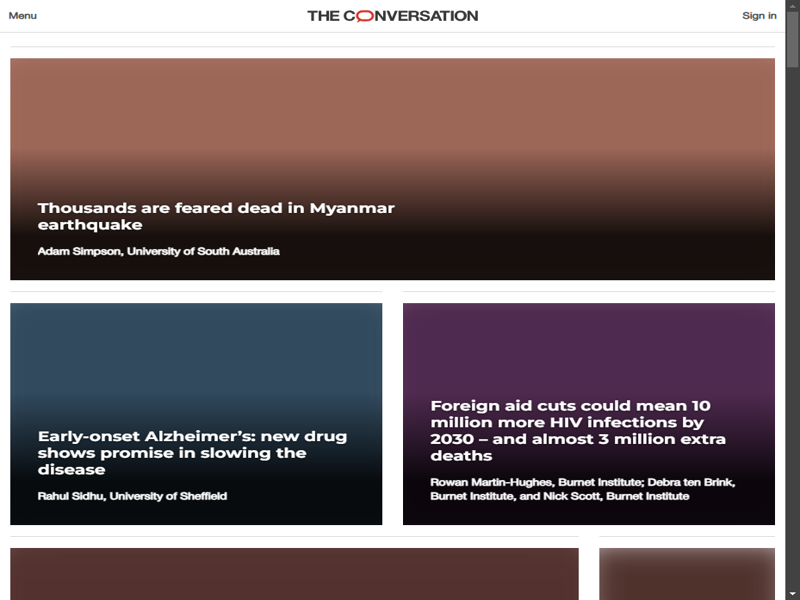 Menu
THE CONVERSATION
Sign in
Thousands are feared dead in Myanmar
earthquake
Adam Simpson, University of South Australia
Early-onset Alzheimer’s: new drug
shows promise in slowing the
disease
Rahul Sidhu, University of Sheffield
Foreign aid cuts could mean 10
million more HIV infections by
2030 – and almost 3 million extra
deaths
Rowan Martin-Hughes, Burnet Institute; Debra ten Brink,
Burnet Institute, and Nick Scott, Burnet Institute